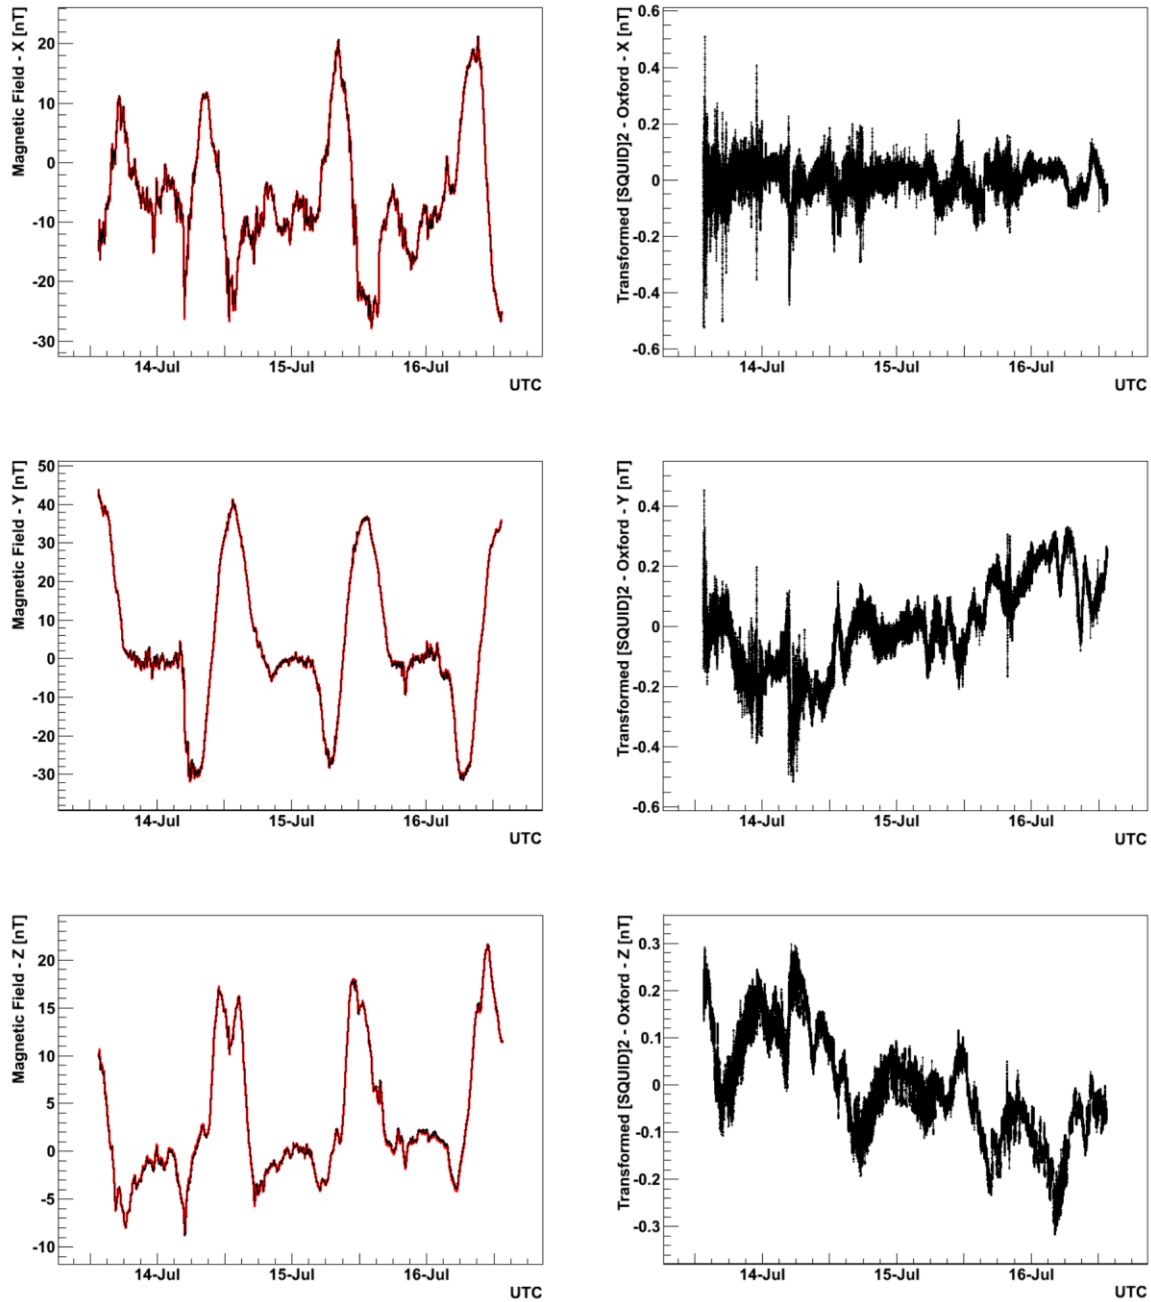 Magnetic Field - X [nT]
20
10
0
-10
-20
-30
14-Jul 15-Jul 16-Jul
UTC
Transformed [SQUID]2 - Oxford - X [nT]
0.6
0.4
0.2
0
-0.2
-0.4
-0.6
14-Jul 15-Jul 16-Jul
UTC
Magnetic Field - Y [nT]
50
40
30
20
10
0
-10
-20
-30
14-Jul 15-Jul 16-Jul
UTC
Transformed [SQUID]2 - Oxford - Y [nT]
0.4
0.2
0
-0.2
-0.4
-0.6
14-Jul 15-Jul 16-Jul
UTC
Magnetic Field - Z [nT]
20
15
10
5
0
-5
-10
14-Jul 15-Jul 16-Jul
UTC
Transformed [SQUID]2 - Oxford - Z [nT]
0.3
0.2
0.1
0
-0.1
-0.2
-0.3
14-Jul 15-Jul 16-Jul
UTC